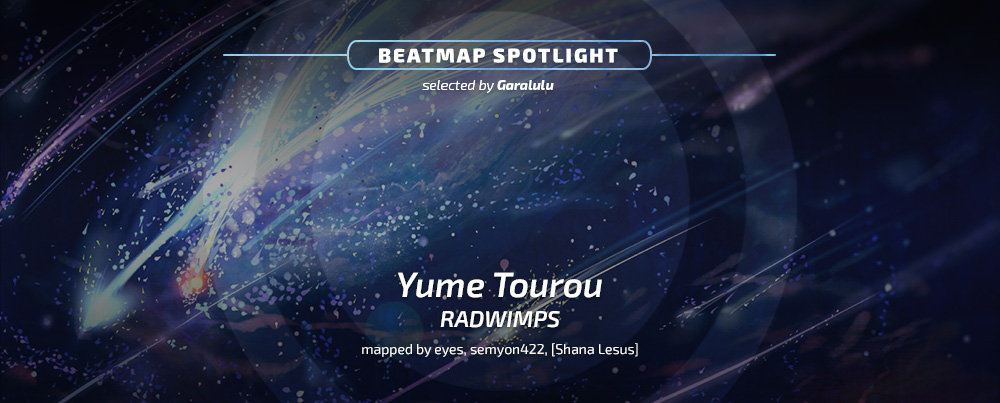 BEATMAP SPOTLIGHT
selected by Garalulu
Yume Tourou
RADWIMPS
mapped by eyes, semyon422, [Shana Lesus]